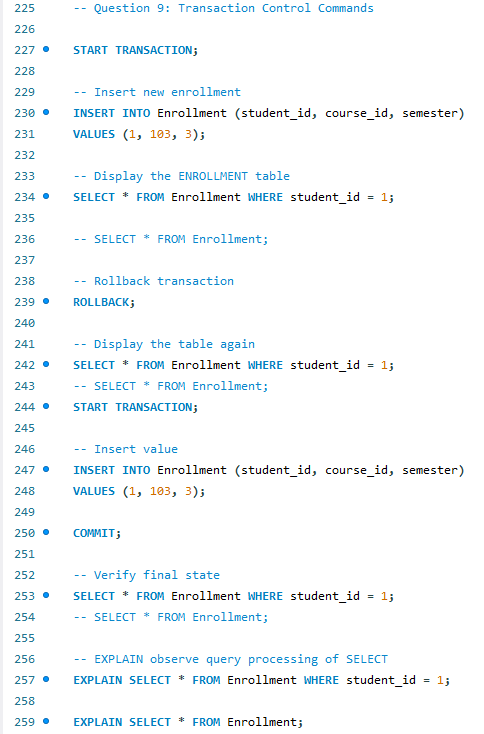 225 -- Question 9: Transaction Control Commands
226
227 START TRANSACTION;
228
229 -- Insert new enrollment
230 INSERT INTO Enrollment (student_id, course_id, semester)
231 VALUES (1, 103, 3);
232
233 -- Display the ENROLLMENT table
234 SELECT * FROM Enrollment WHERE student_id = 1;
235
236 -- SELECT * FROM Enrollment;
237
238 -- Rollback transaction
239 ROLLBACK;
240
241 -- Display the table again
242 SELECT * FROM Enrollment WHERE student_id = 1;
243 -- SELECT * FROM Enrollment;
244 START TRANSACTION;
245
246 -- Insert value
247 INSERT INTO Enrollment (student_id, course_id, semester)
248 VALUES (1, 103, 3);
249
250 COMMIT;
251
252 -- Verify final state
253 SELECT * FROM Enrollment WHERE student_id = 1;
254 -- SELECT * FROM Enrollment;
255
256 -- EXPLAIN observe query processing of SELECT
257 EXPLAIN SELECT * FROM Enrollment WHERE student_id = 1;
258
259 EXPLAIN SELECT * FROM Enrollment;